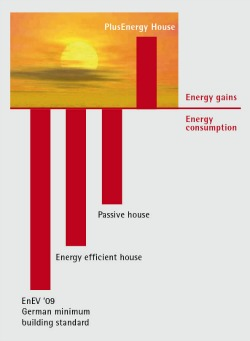 PlusEnergy House
Energy gains
Energy
consumption
Passive house
Energy efficient house
EnEV '09
German minimum
building standard